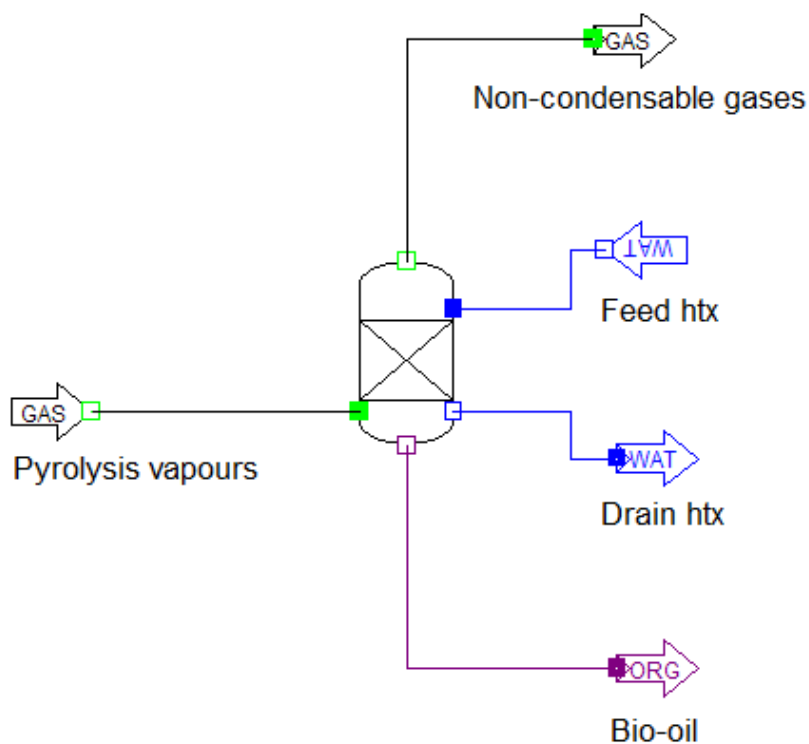 GAS
Non-condensable gases
WAT
Feed htx
GAS
Pyrolysis vapours
WAT
Drain htx
ORG
Bio-oil